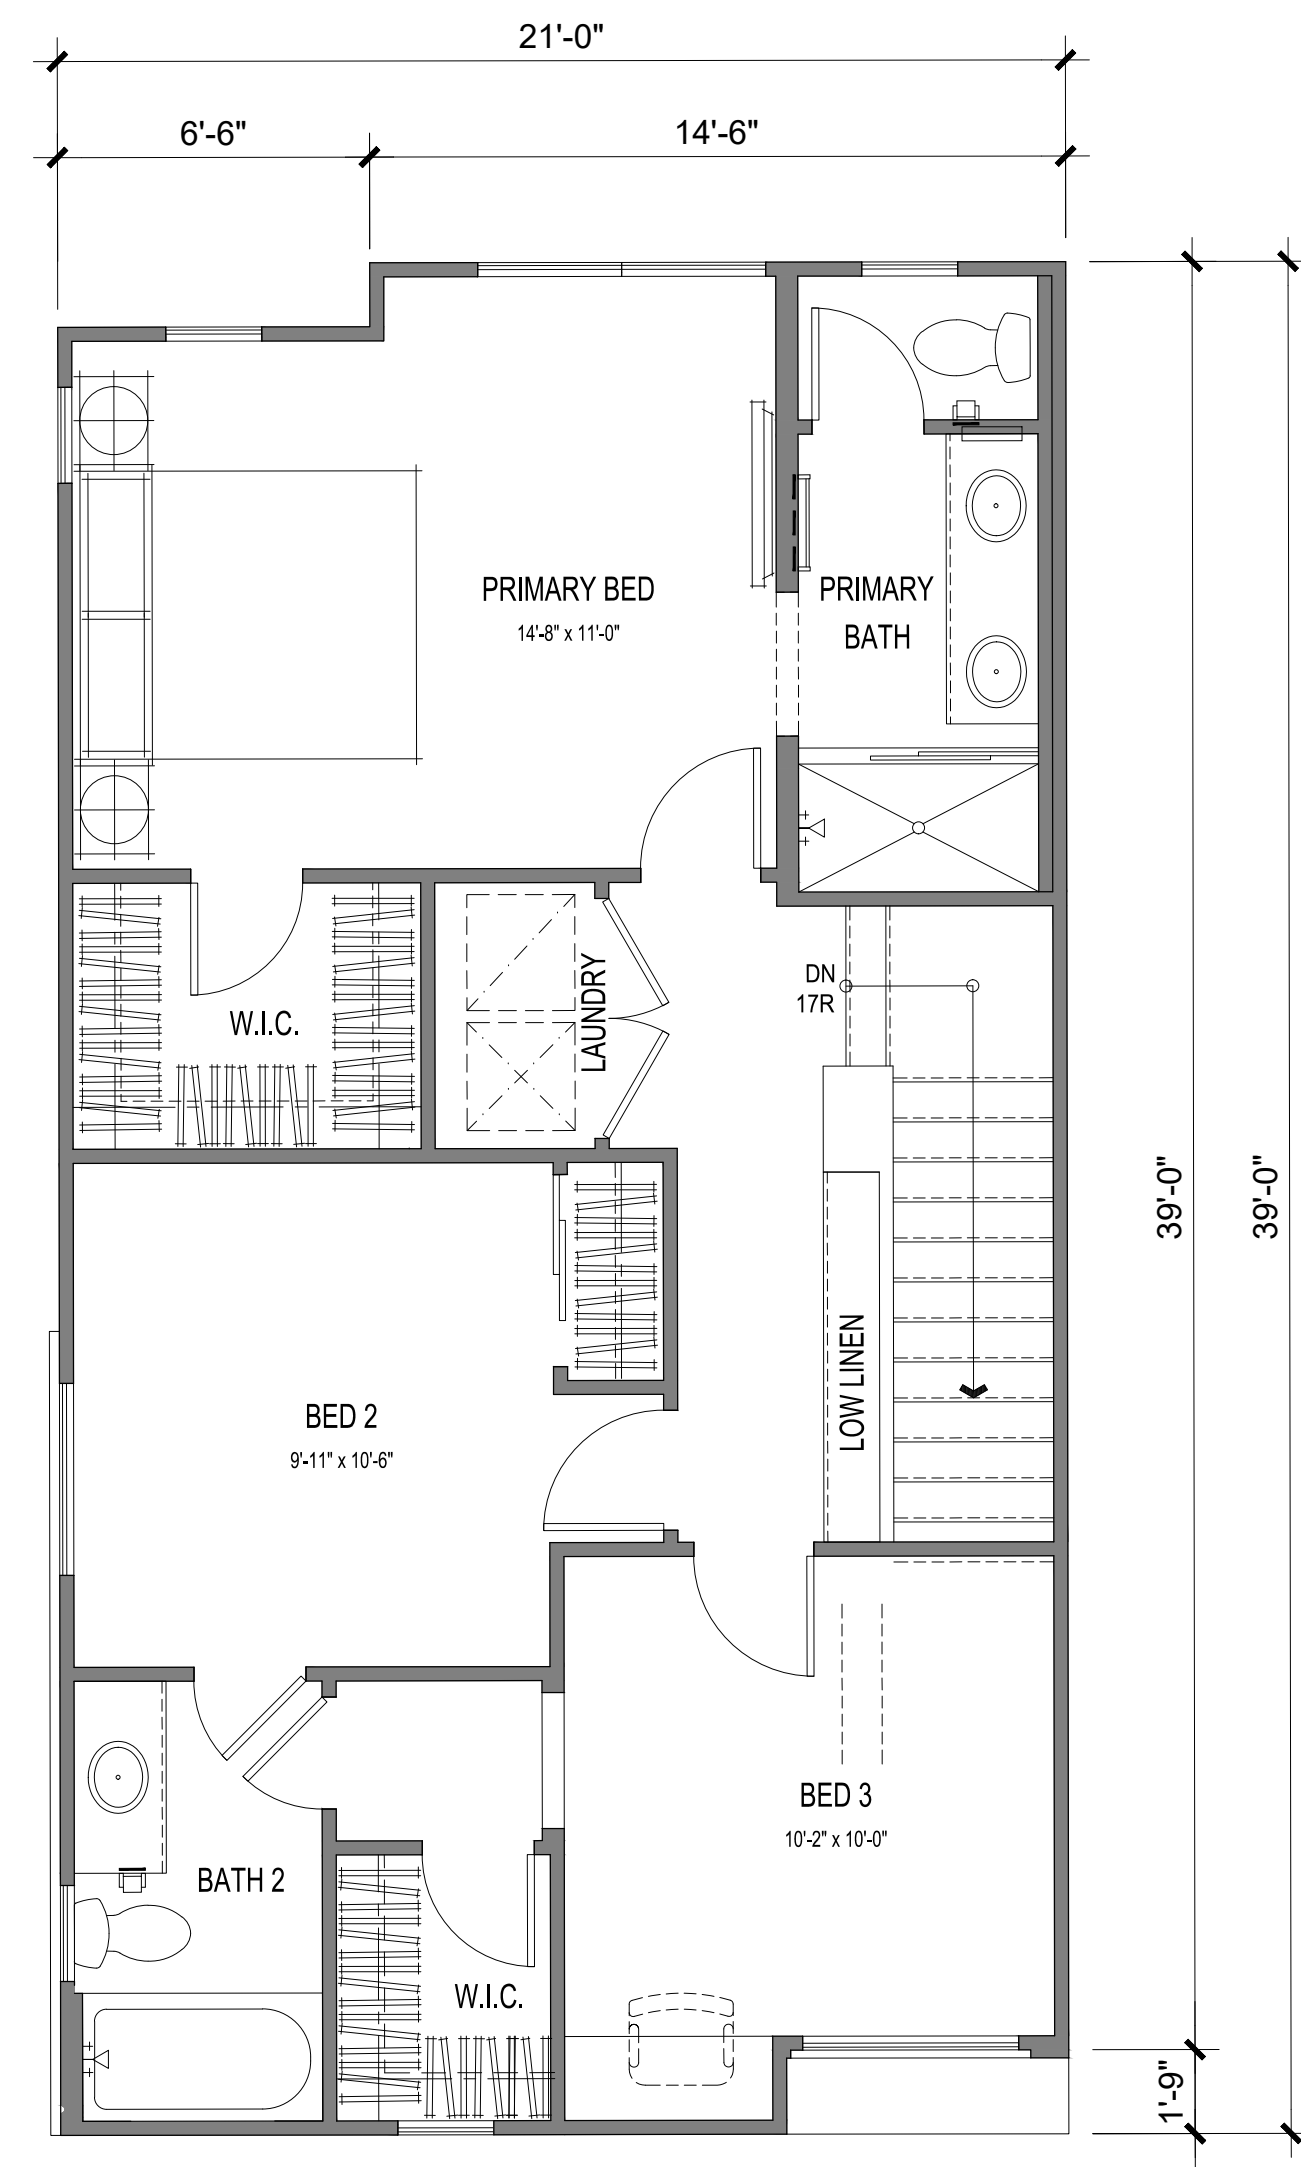 21'-0"
6'-6"
14'-6"
PRIMARY BED
14'-8" x 11'-0"
PRIMARY
BATH
W.I.C.
LAUNDRY
DN
17R
39'-0"
39'-0"
LOW LINEN
BED 2
9'-11" x 10'-6"
BED 3
10'-2" x 10'-0"
BATH 2
W.I.C.
1'-9"